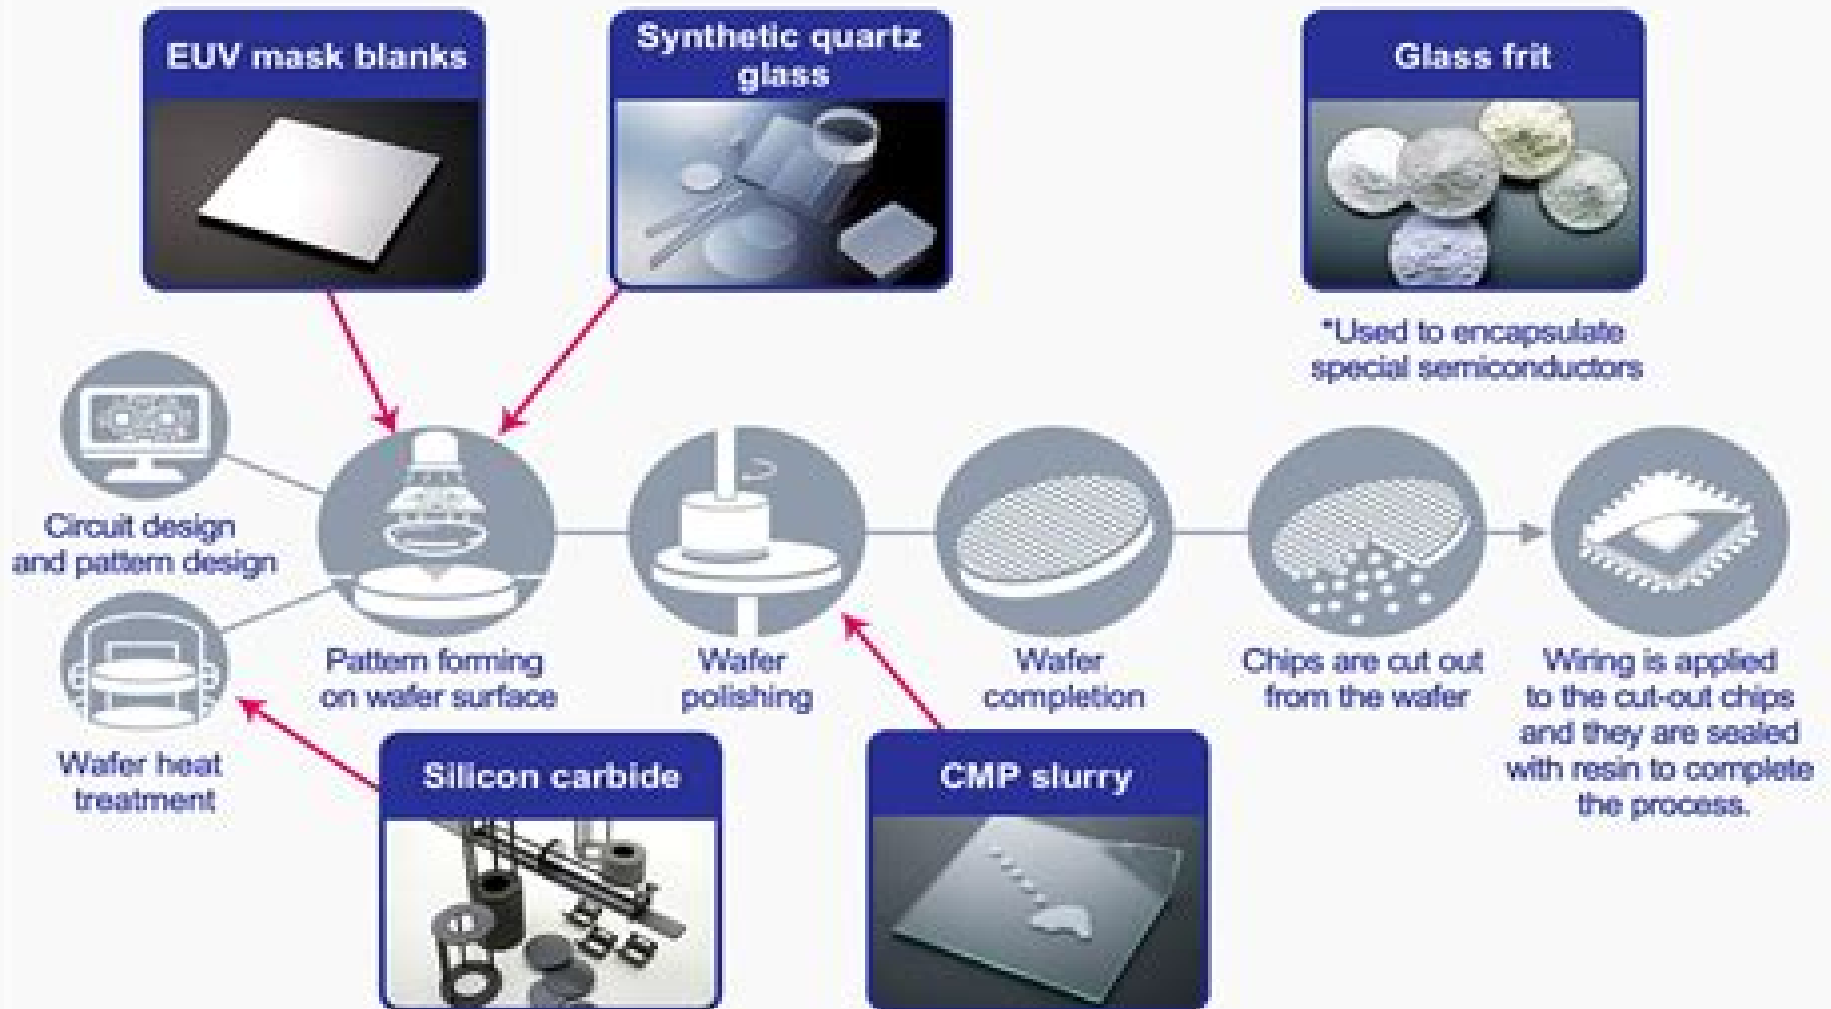 EUV mask blanks
Synthetic quartz
glass
Glass frit
*Used to encapsulate
special semiconductors
Circuit design
and pattern design
Wafer heat
treatment
Pattern forming
on wafer surface
Wafer
polishing
Wafer
completion
Chips are cut out
from the wafer
Wiring is applied
to the cut-out chips
and they are sealed
with resin to complete
the process.
Silicon carbide
CMP slurry